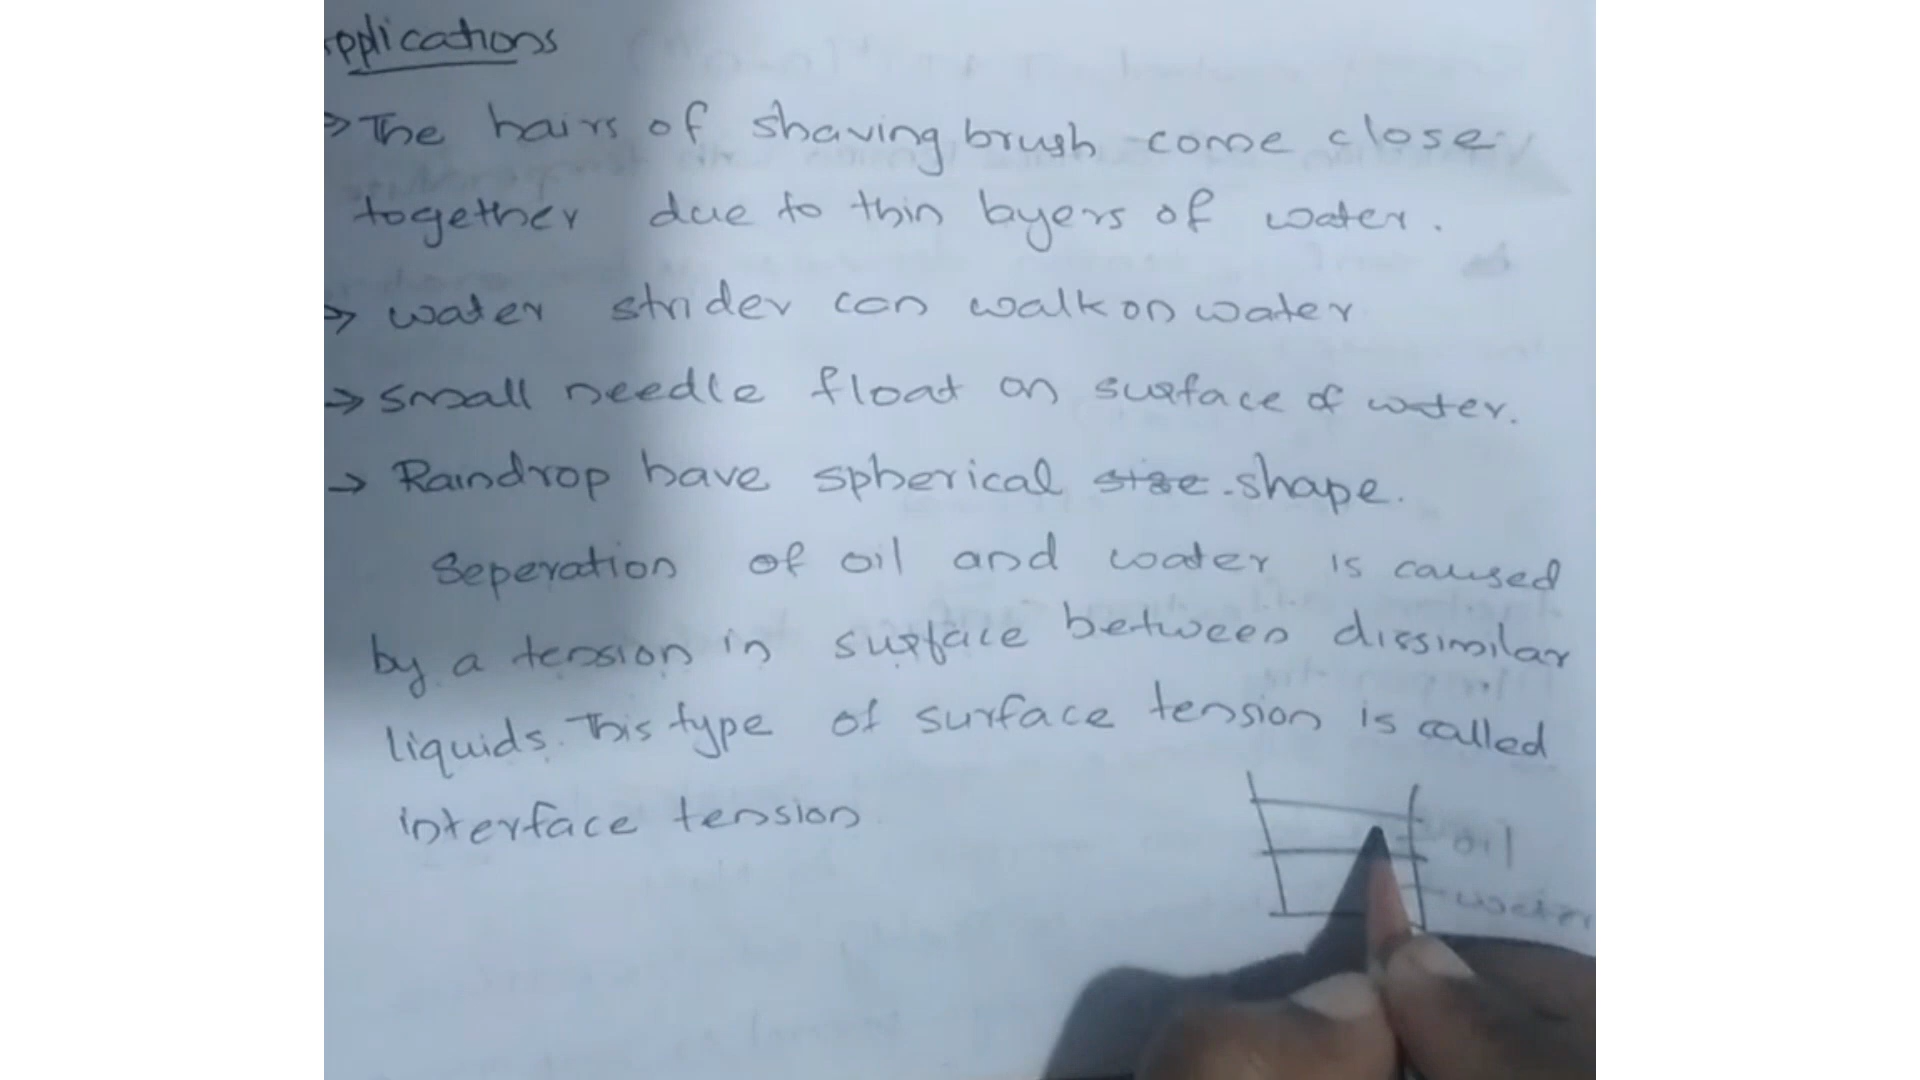 pplications
→ The hairs of shaving brush come close
together due to thin layers of water.
→ water strider can walk on water
→ small needle float on surface of water.
→ Raindrop have spherical size shape.
Seperation of oil and water is caused
by a tension in surface between dissimilar
liquids. This type of surface tension is called
interface tension
oil
water